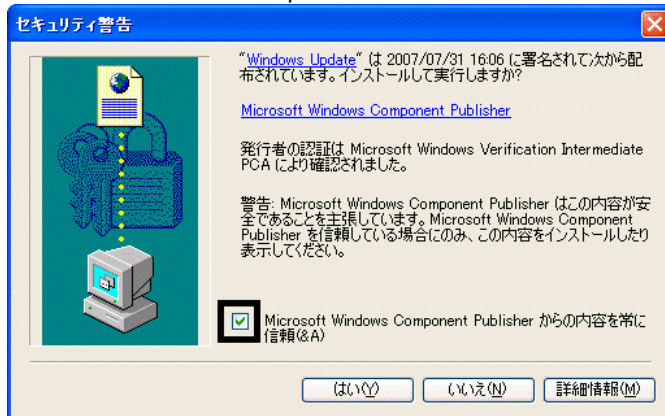 セキュリティ警告
"Windows Update" は 2007/07/31 16:06 に署名されて次から配
布されています。インストールして実行しますか?
Microsoft Windows Component Publisher
発行者の認証は Microsoft Windows Verification Intermediate
PCA により確認されました。
警告: Microsoft Windows Component Publisher はこの内容が安
全であることを主張しています。Microsoft Windows Component
Publisher を信頼している場合にのみ、この内容をインストールしたり
表示してください。
Microsoft Windows Component Publisher からの内容を常に
信頼(&A)
はい(Y) いいえ(N) 詳細情報(M)